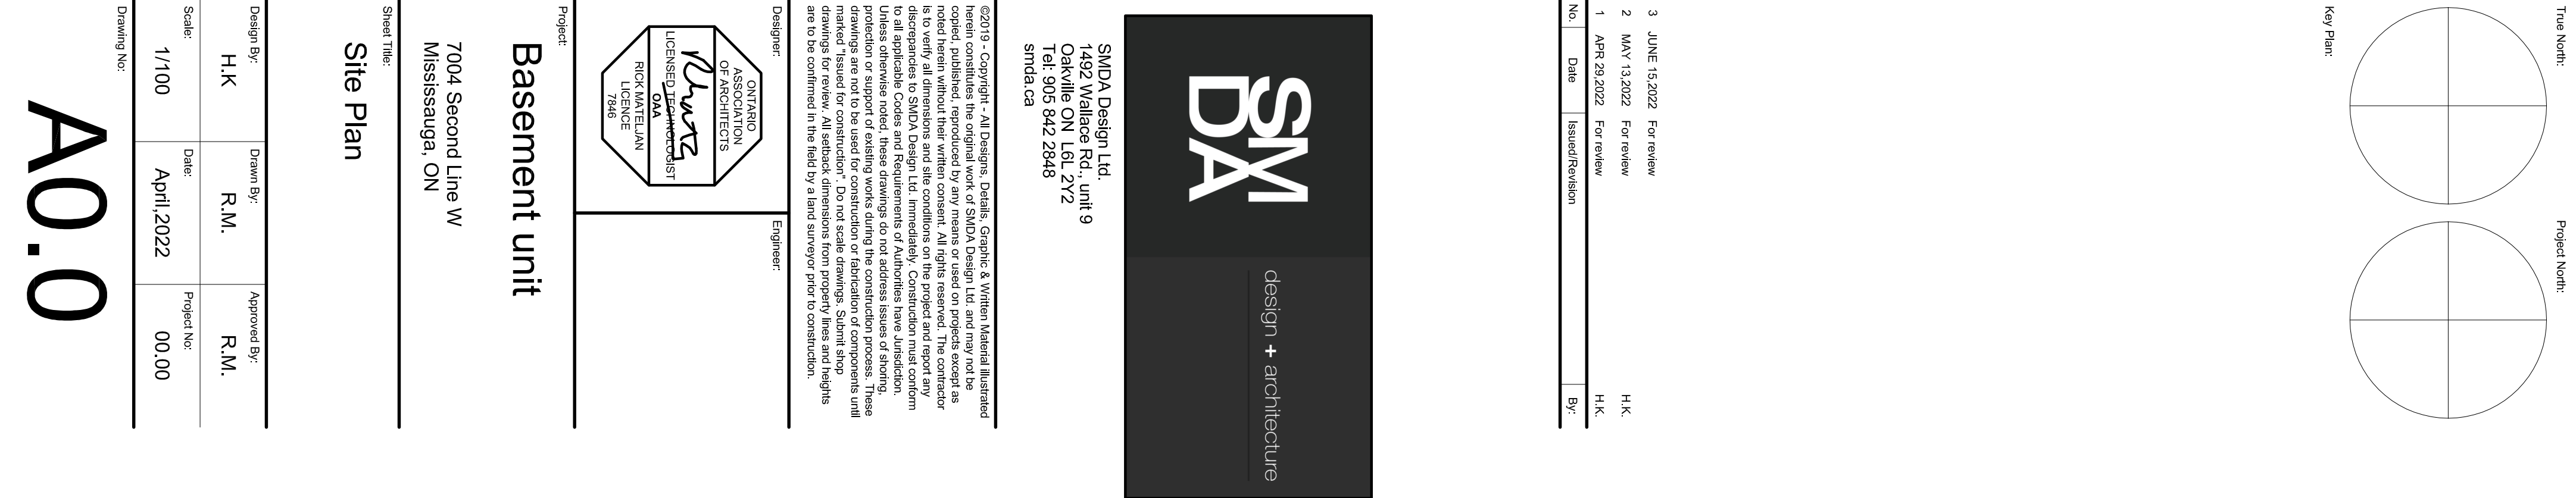 True North:
Project North:
Key Plan:
3 JUNE 15,2022 For review
2 MAY 13,2022 For review H.K.
1 APR 29,2022 For review H.K.
No. Date Issued/Revision By:
SM
DA
design + architecture
SMDA Design Ltd.
1492 Wallace Rd., unit 9
Oakville ON L6L 2Y2
Tel: 905 842 2848
smda.ca
©2019 - Copyright - All Designs, Details, Graphic & Written Material illustrated
herein constitutes the original work of SMDA Design Ltd. and may not be
copied, published, reproduced by any means or used on projects except as
noted herein without their written consent. All rights reserved. The contractor
is to verify all dimensions and site conditions on the project and report any
discrepancies to SMDA Design Ltd. Immediately. Construction must conform
to all applicable Codes and Requirements of Authorities have Jurisdiction.
Unless otherwise noted, these drawings do not address issues of shoring,
protection or support of existing works during the construction process. These
drawings are not to be used for construction or fabrication of components until
marked "Issued for construction" . Do not scale drawings. Submit shop
drawings for review. All setback dimensions from property lines and heights
are to be confirmed in the field by a land surveyor prior to construction.
Designer:
Engineer:
ONTARIO
ASSOCIATION
OF ARCHITECTS
LICENSED TECHNOLOGIST
OAA
RICK MATELJAN
LICENCE
7846
Project:
Basement unit
7004 Second Line W
Mississauga, ON
Sheet Title:
Site Plan
Design By: Drawn By: Approved By:
H.K R.M. R.M.
Scale: Date: Project No:
1/100 April,2022 00.00
Drawing No:
A0.0